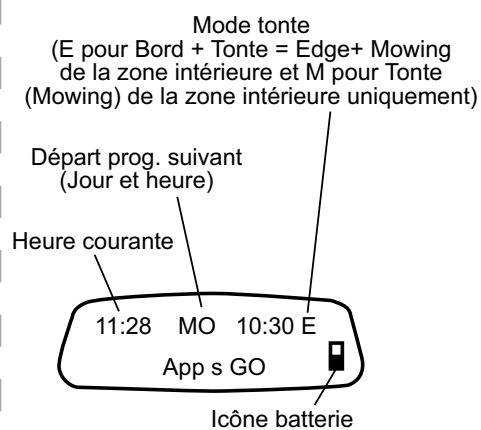 Mode tonte
(E pour Bord + Tonte = Edge+ Mowing
de la zone intérieure et M pour Tonte
(Mowing) de la zone intérieure uniquement)
Départ prog. suivant
(Jour et heure)
Heure courante
11:28 MO 10:30 E
App s GO
Icône batterie